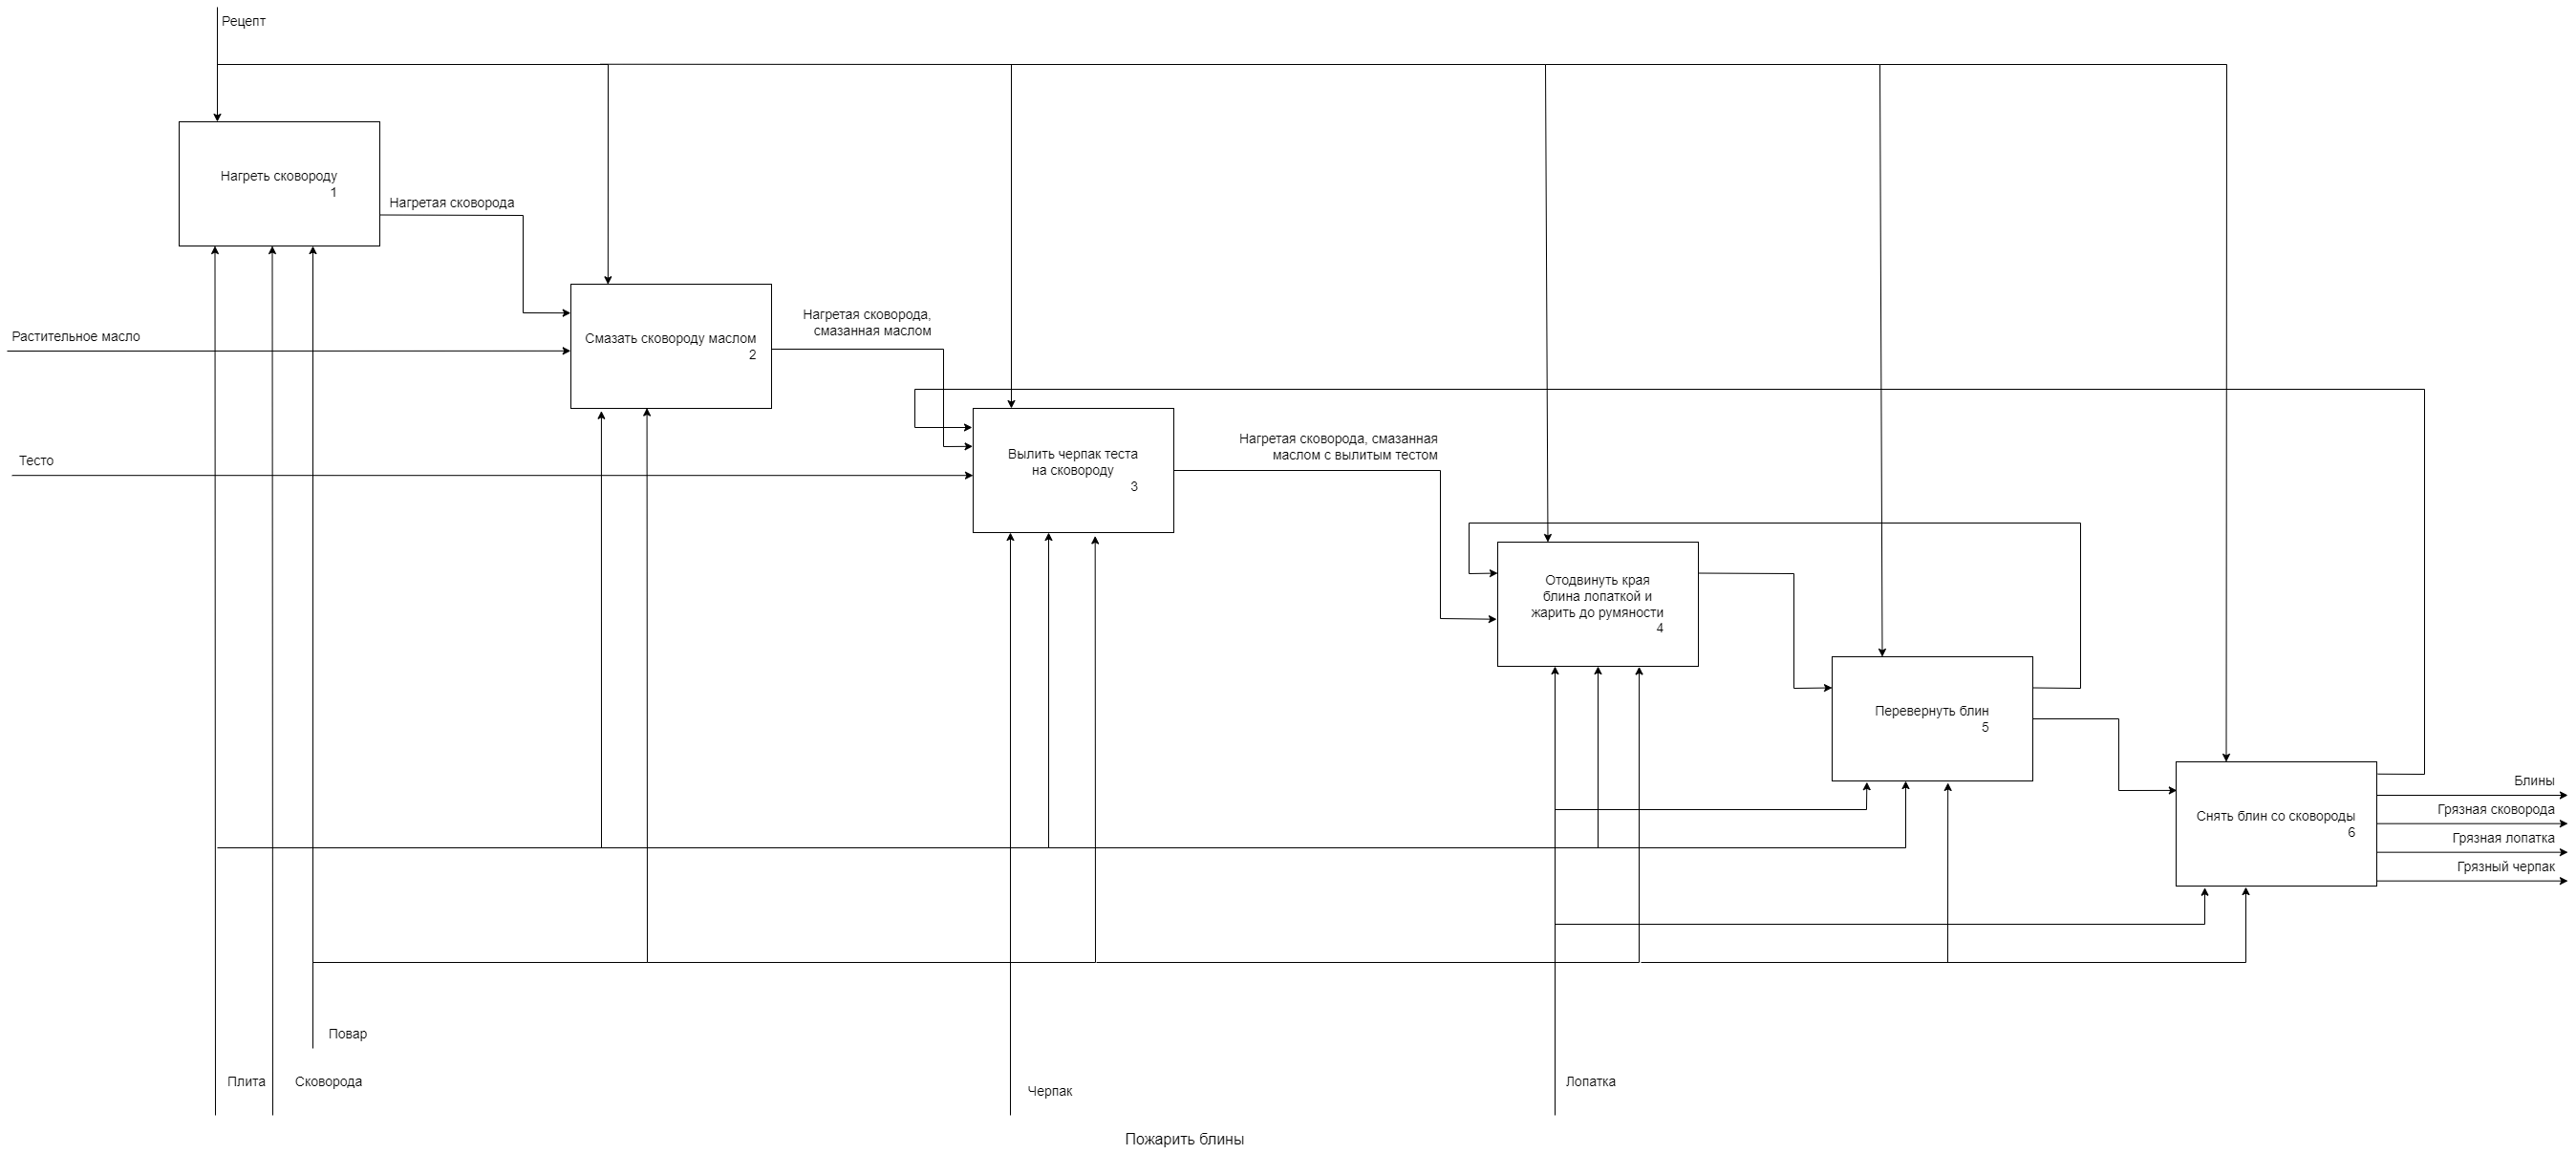 Рецепт
Нагреть сковороду
1
Нагретая сковорода
Растительное масло
Смазать сковороду маслом
2
Нагретая сковорода,
смазанная маслом
Тесто
Вылить черпак теста
на сковороду
3
Нагретая сковорода, смазанная
маслом с вылитым тестом
Отодвинуть края
блина лопаткой и
жарить до румяности
4
Перевернуть блин
5
Снять блин со сковороды
6
Блины
Грязная сковорода
Грязная лопатка
Грязный черпак
Повар
Плита
Сковорода
Черпак
Лопатка
Пожарить блины